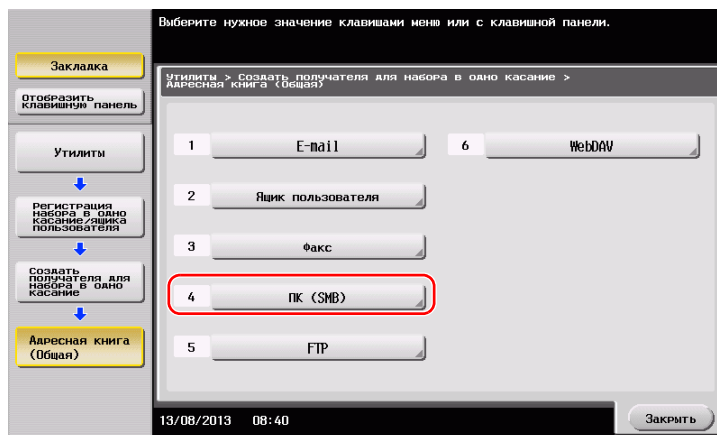 Выберите нужное значение клавишами меню или с клавишной панели.
Закладка
Отобразить
клавишную панель
Утилиты
Регистрация
набора в одно
касание/ящика
пользователя
Создать
получателя для
набора в одно
касание
Адресная книга
(Общая)
Утилиты > Создать получателя для набора в одно касание >
Адресная книга (Общая)
1 E-mail
6 WebDAV
2 Ящик пользователя
3 Факс
4 ПК (SMB)
5 FTP
13/08/2013 08:40
Закрыть